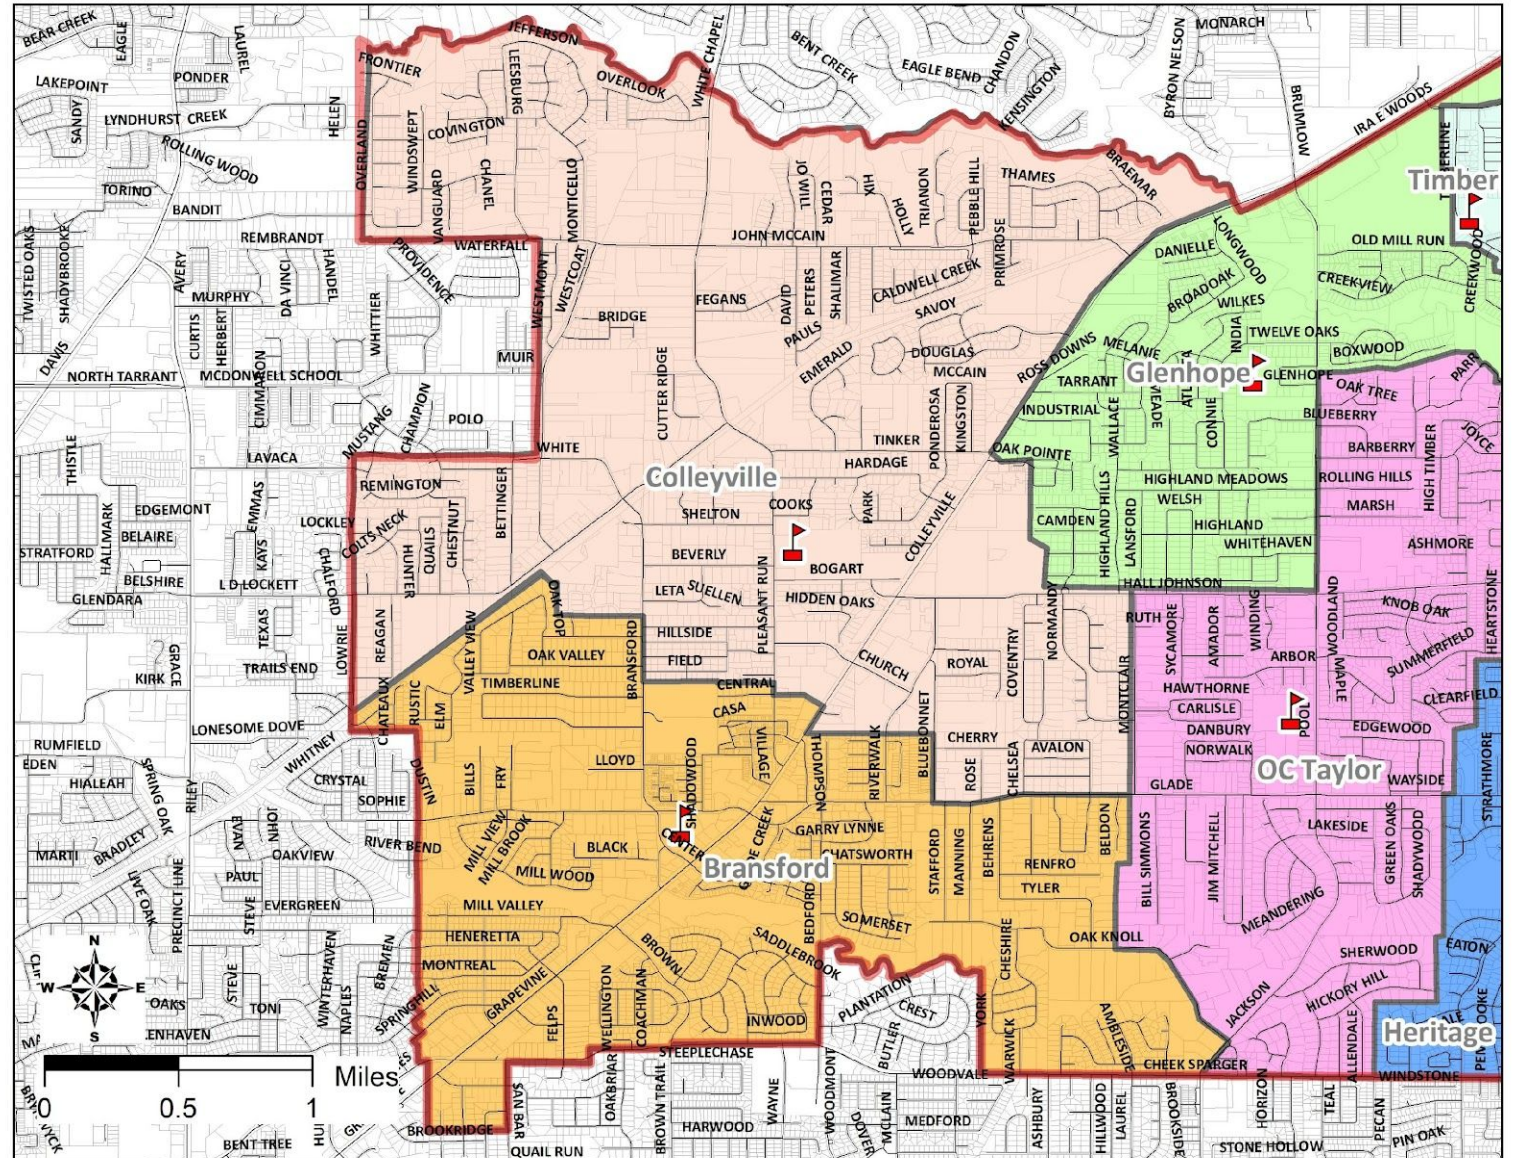 BEAR CREEK
EAGLE
LAUREL
LAKEPOINT
PONDER
SANDY
LYNDHURST CREEK
HELEN
ROLLING WOOD
TORINO
BANDIT
FRONTIER
JEFFERSON
LEESBURG
OVERLOOK
WHITE CHAPEL
BENT CREEK
EAGLE BEND
CHANDON
KENSINGTON
MONARCH
BYRON NELSON
BRUMLOW
IRA E WOODS
OVERLAND
WINDSWEPT
COVINGTON
VANGUARD
CHANEL
MONTICELLO
JO WILL
CEDAR
HIX
HOLLY
TRIANON
PEBBLE HILL
THAMES
BRAEMAR
Timber
TWISTED OAKS
SHADYBROOKE
AVERY
REMBRANDT
DA VINCI
HANDEL
PROVIDENCE
WATERFALL
JOHN MCCAIN
PRIMROSE
LONGWOOD
DANIELLE
OLD MILL RUN
CREEKWOOD
MURPHY
WHITTIER
WESTMONT
WESTCOAT
FEGANS
DAVID
PETERS
SHALIMAR
CALDWELL CREEK
SAVOY
BROADOAK
WILKES
CREEKVIEW
CURTIS
HERBERT
BRIDGE
PAULS
EMERALD
DOUGLAS
MCCAIN
ROSS DOWNS
MELANIE
INDIA
TWELVE OAKS
BOXWOOD
DAVIS
NORTH TARRANT
MCDONWELL SCHOOL
MUIR
CUTTER RIDGE
TARRANT
Glenhope
GLENHOPE
OAK TREE
PARR
CIMMARON
MUSTANG
CHAMPION
POLO
WHITE
TINKER
PONDEROSA
KINGSTON
INDUSTRIAL
WALLACE
MEADE
CONNIE
BLUEBERRY
JOYCE
THISTLE
LAVACA
HARDAGE
OAK POINTE
BARBERRY
HIGH TIMBER
Colleyville
REMINGTON
BETTINGER
HIGHLAND MEADOWS
ROLLING HILLS
HALLMARK
EDGEMONT
EMMAS
LOCKLEY
COLTS NECK
CHESTNUT
SHELTON
COOKS
PARK
COLLEYVILLE
WELSH
MARSH
CAMDEN
HIGHLAND HILLS
LANSFORD
HIGHLAND
WHITEHAVEN
ASHMORE
BELAIRE
STRATFORD
KAYS
CHALFORD
HUNTER
QUAILS
BEVERLY
BOGART
BELSHIRE
GLENDARA
L D LOCKETT
LETA
SUELLEN
PLEASANT RUN
HIDDEN OAKS
HALL JOHNSON
WOODLAND
HEARTSTONE
TEXAS
LOWRIE
REAGAN
VALLEY VIEW
OAK TOP
BRANSFORD
HILLSIDE
NORMANDY
RUTH
SYCAMORE
AMADOR
WINDING
KNOB OAK
SUMMERFIELD
GRACE
KIRK
TRAILS END
OAK VALLEY
FIELD
CHURCH
ROYAL
COVENTRY
ARBOR
MAPLE
TIMBERLINE
CENTRAL
HAWTHORNE
CLEARFIELD
CHATEAUX
RUSTIC
ELM
CASA
VILLAGE
MONTCLAIR
CARLISLE
POOL
LONESOME DOVE
WHITNEY
DANBURY
EDGEWOOD
RUMFIELD
EDEN
HIALEAH
SPRING OAK
RILEY
CRYSTAL
SOPHIE
DUSTIN
BILLS
FRY
LLOYD
SHADOWOOD
THOMPSON
RIVERWALK
BLUEBONNET
CHERRY
ROSE
CHELSEA
AVALON
NORWALK
OC Taylor
GLADE
WAYSIDE
STRATHMORE
MARTI
BRADLEY
EVAN
JOHN
OAKVIEW
RIVER BEND
MILL VIEW
MILL BROOK
BLACK
CENTER
GARRY LYNNE
CHATSWORTH
STAFFORD
MANNING
BEHRENS
RENFRO
BELDON
BILL SIMMONS
JIM MITCHELL
LAKESIDE
GREEN OAKS
SHADYWOOD
Bransford
LIVE OAK
PRECINCT LINE
PAUL
STEVE
EVERGREEN
MILL WOOD
TYLER
MILL VALLEY
BEDFORD
SOMERSET
MEANDERING
HENERETTA
BROWN
SADDLEBROOK
CHESHIRE
OAK KNOLL
SHERWOOD
EATON
N
W
E
S
OAKS
STEVE
TONI
WINTERHAVEN
NAPLES
BREMEN
SPRINGHILL
MONTREAL
GRAPEVINE
FELPS
WELLINGTON
COACHMAN
INWOOD
PLANTATION
CREST
BUTLER
YORK
WARWICK
AMBLESIDE
JACKSON
HICKORY HILL
ALLENDALE
Heritage
STEEPLECHASE
WOODVALE
CHEEK SPARGER
WINDSTONE
0
0.5
1
Miles
SAN BAR
OAKBRIAR
BROWN TRAIL
WAYNE
WOODMONT
DOVER
MCLAIN
MEDFORD
ASHBURY
HILLWOOD
LAUREL
BROOKSIDE
HORIZON
TEAL
PECAN
PIN OAK
BENT TREE
BROOKRIDGE
QUAIL RUN
HARWOOD
STONE HOLLOW